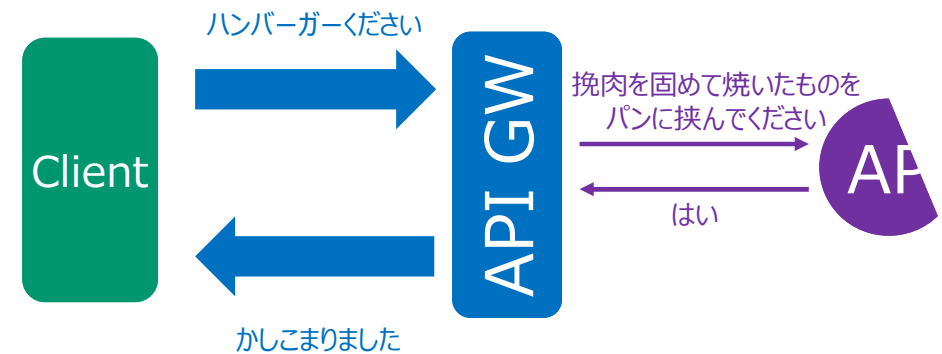 ハンバーガーください
Client
API GW
挽肉を固めて焼いたものを
パンに挟んでください
AP
はい
かしこまりました